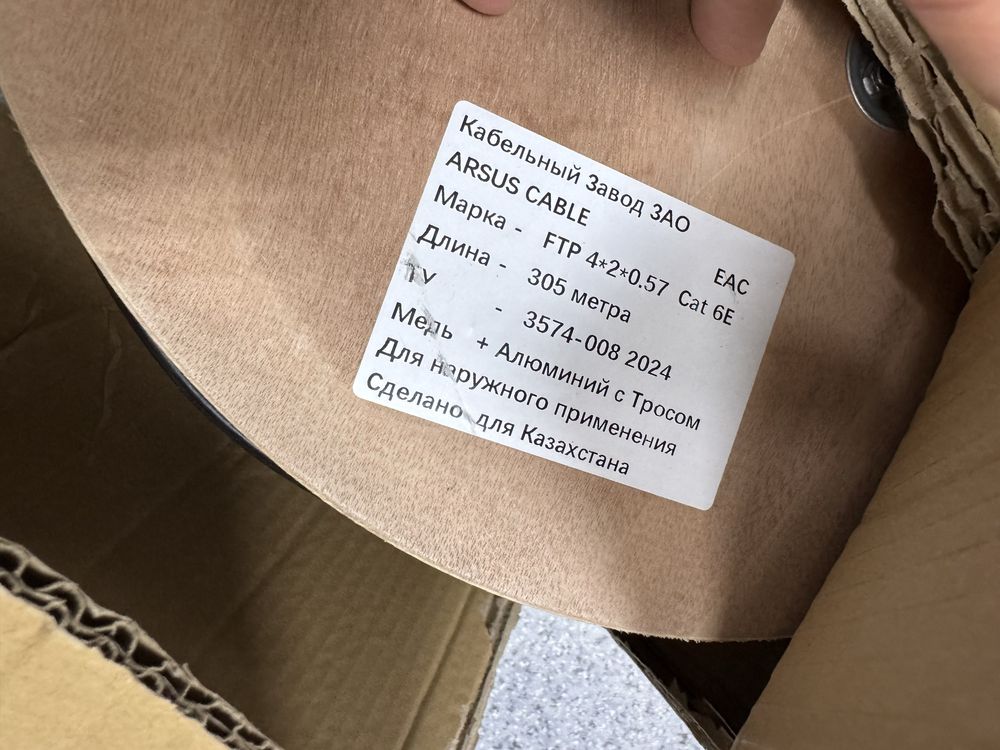 Кабельный Завод ЗАО
ARSUS CABLE
EAC
Марка - FTP 4*2*0.57 Cat 6E
Длина - 305 метра
ТУ - 3574-008 2024
Медь + Алюминий с Тросом
Для наружного применения
Сделано для Казахстана